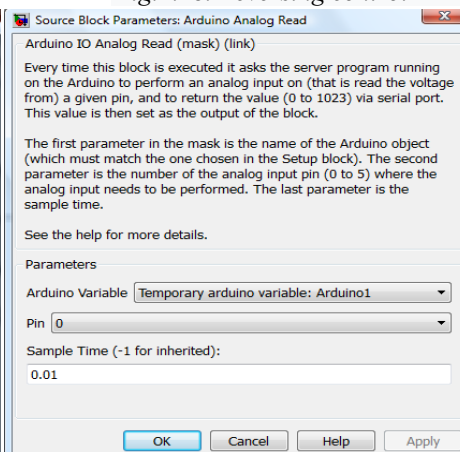 Source Block Parameters: Arduino Analog Read
Arduino IO Analog Read (mask) (link)
Every time this block is executed it asks the server program running
on the Arduino to perform an analog input on (that is read the voltage
from) a given pin, and to return the value (0 to 1023) via serial port.
This value is then set as the output of the block.
The first parameter in the mask is the name of the Arduino object
(which must match the one chosen in the Setup block). The second
parameter is the number of the analog input pin (0 to 5) where the
analog input needs to be performed. The last parameter is the
sample time.
See the help for more details.
Parameters
Arduino Variable Temporary arduino variable: Arduino1
Pin 0
Sample Time (-1 for inherited):
0.01
OK Cancel Help Apply